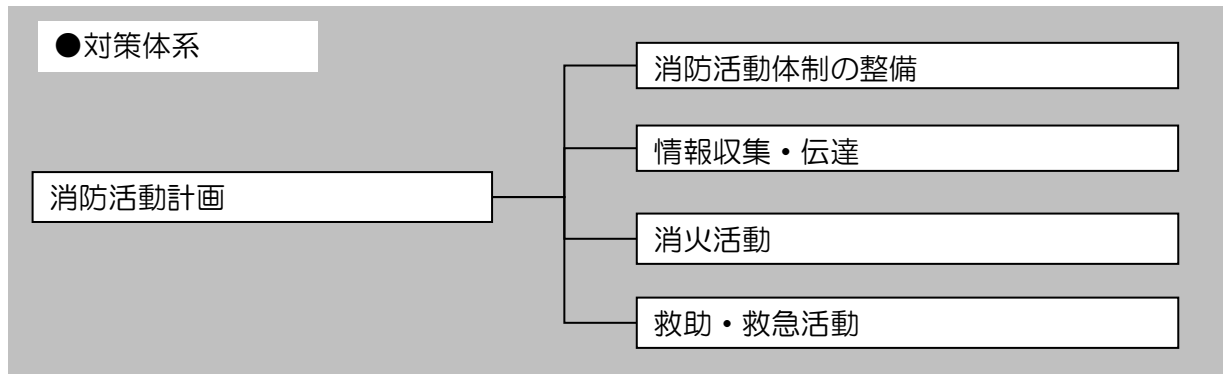 ●対策体系
消防活動計画
消防活動体制の整備
情報収集・伝達
消火活動
救助・救急活動